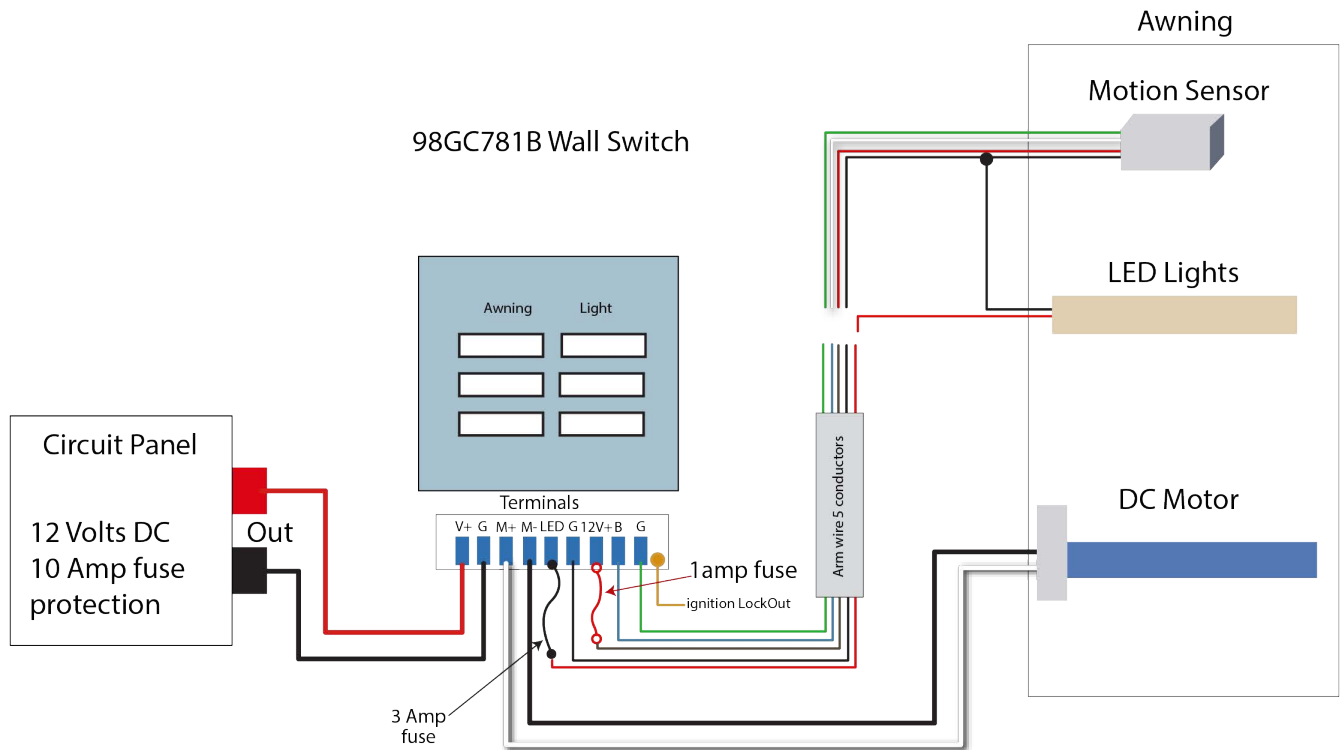 Awning
Motion Sensor
98GC781B Wall Switch
LED Lights
Awning Light
Circuit Panel
12 Volts DC
10 Amp fuse
protection
Out
Terminals
V+ G M+ M- LED G 12V+ B G
Arm wire 5 conductors
DC Motor
1amp fuse
ignition LockOut
3 Amp
fuse